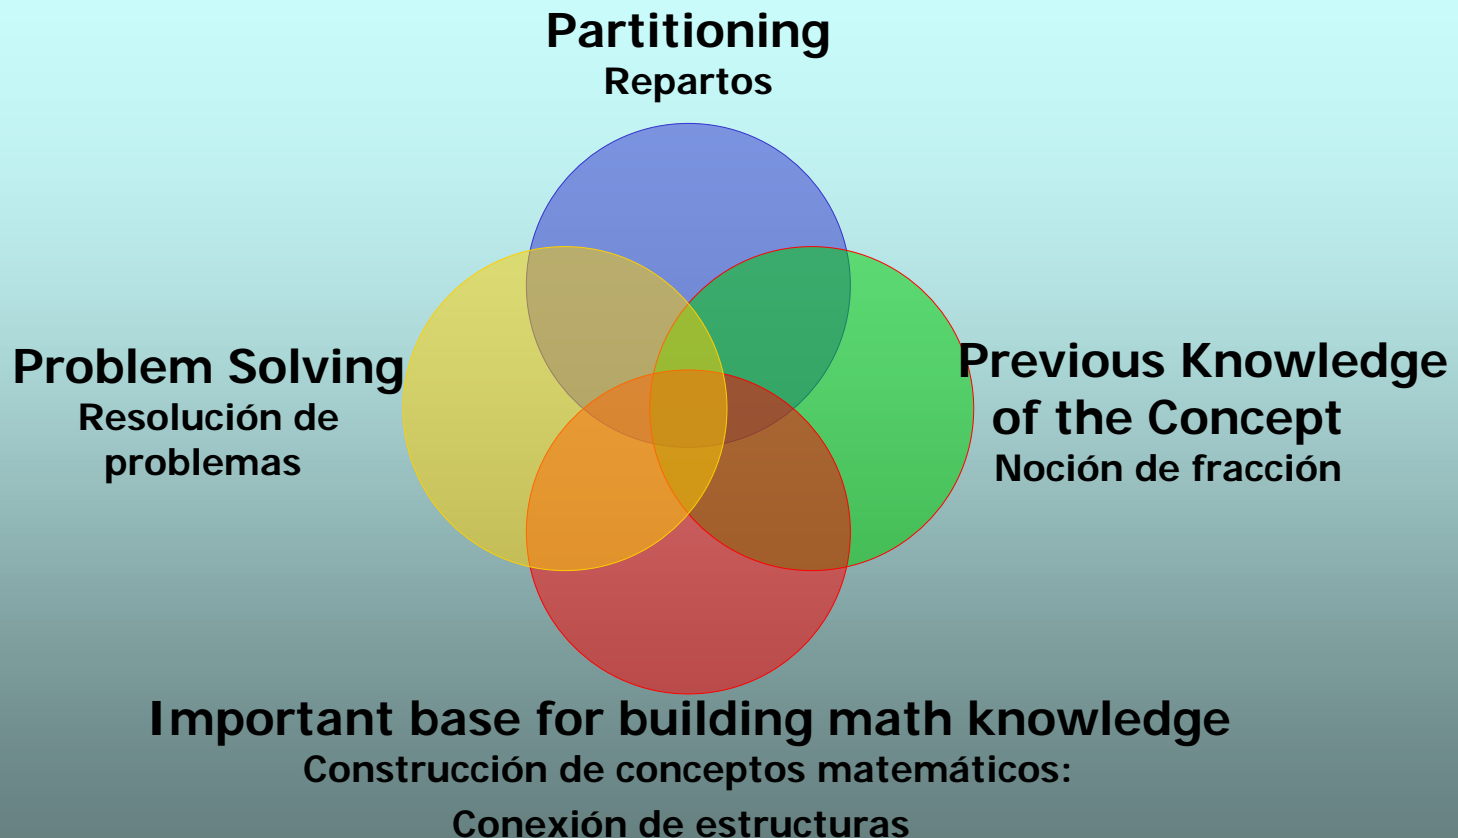 Partitioning
Repartos
Problem Solving
Resolución de
problemas
Previous Knowledge
of the Concept
Noción de fracción
Important base for building math knowledge
Construcción de conceptos matemáticos:
Conexión de estructuras